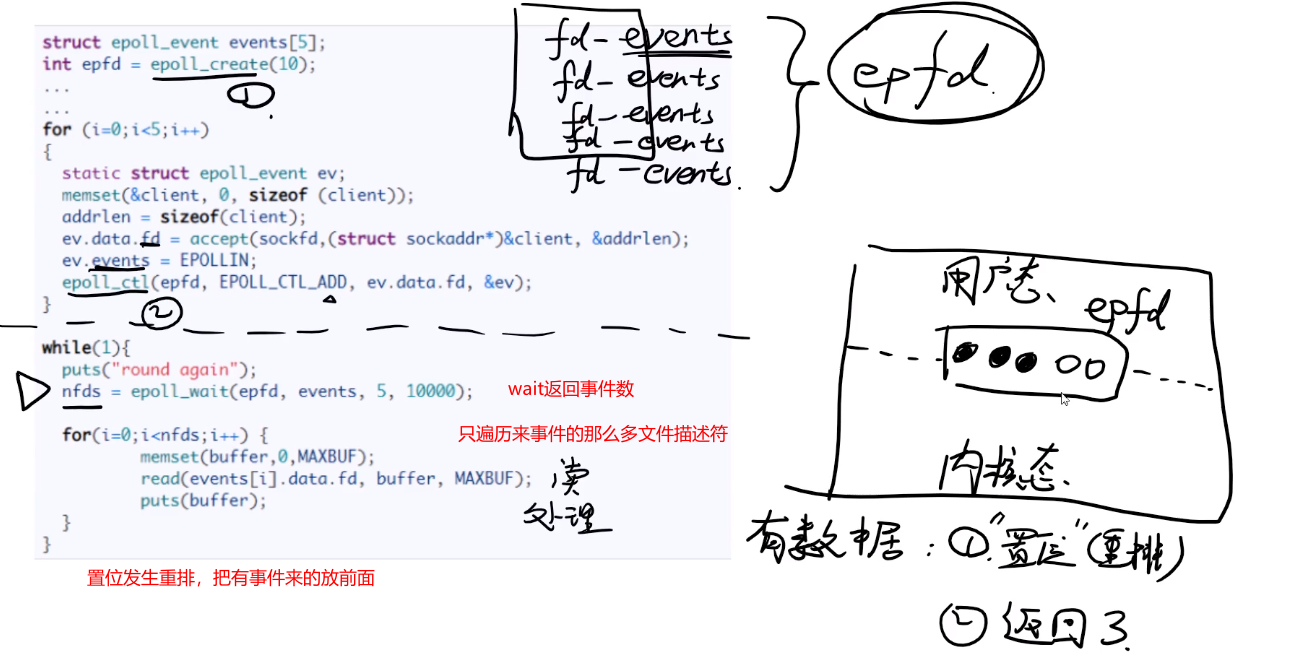 struct epoll_event events[5];
int epfd = epoll_create(10);
①
...
...
for (i=0;i<5;i++)
{
static struct epoll_event ev;
memset(&client, 0, sizeof (client));
addrlen = sizeof(client);
ev.data.fd = accept(sockfd,(struct sockaddr*)&client, &addrlen);
ev.events = EPOLLIN;
epoll_ctl(epfd, EPOLL_CTL_ADD, ev.data.fd, &ev);
}
②
while(1){
puts("round again");
nfds = epoll_wait(epfd, events, 5, 10000);
wait返回事件数
for(i=0;i<nfds;i++) {
只遍历来事件的那么多文件描述符
memset(buffer,0,MAXBUF);
read(events[i].data.fd, buffer, MAXBUF);
读
puts(buffer);
处理
}
}
置位发生重排，把有事件来的放前面
fd-events
fd-events
fd-events
fd-events
fd-events.
epfd.
用户态、
epfd
内核态、
有数据：①"置位"(重排)
②返回3.